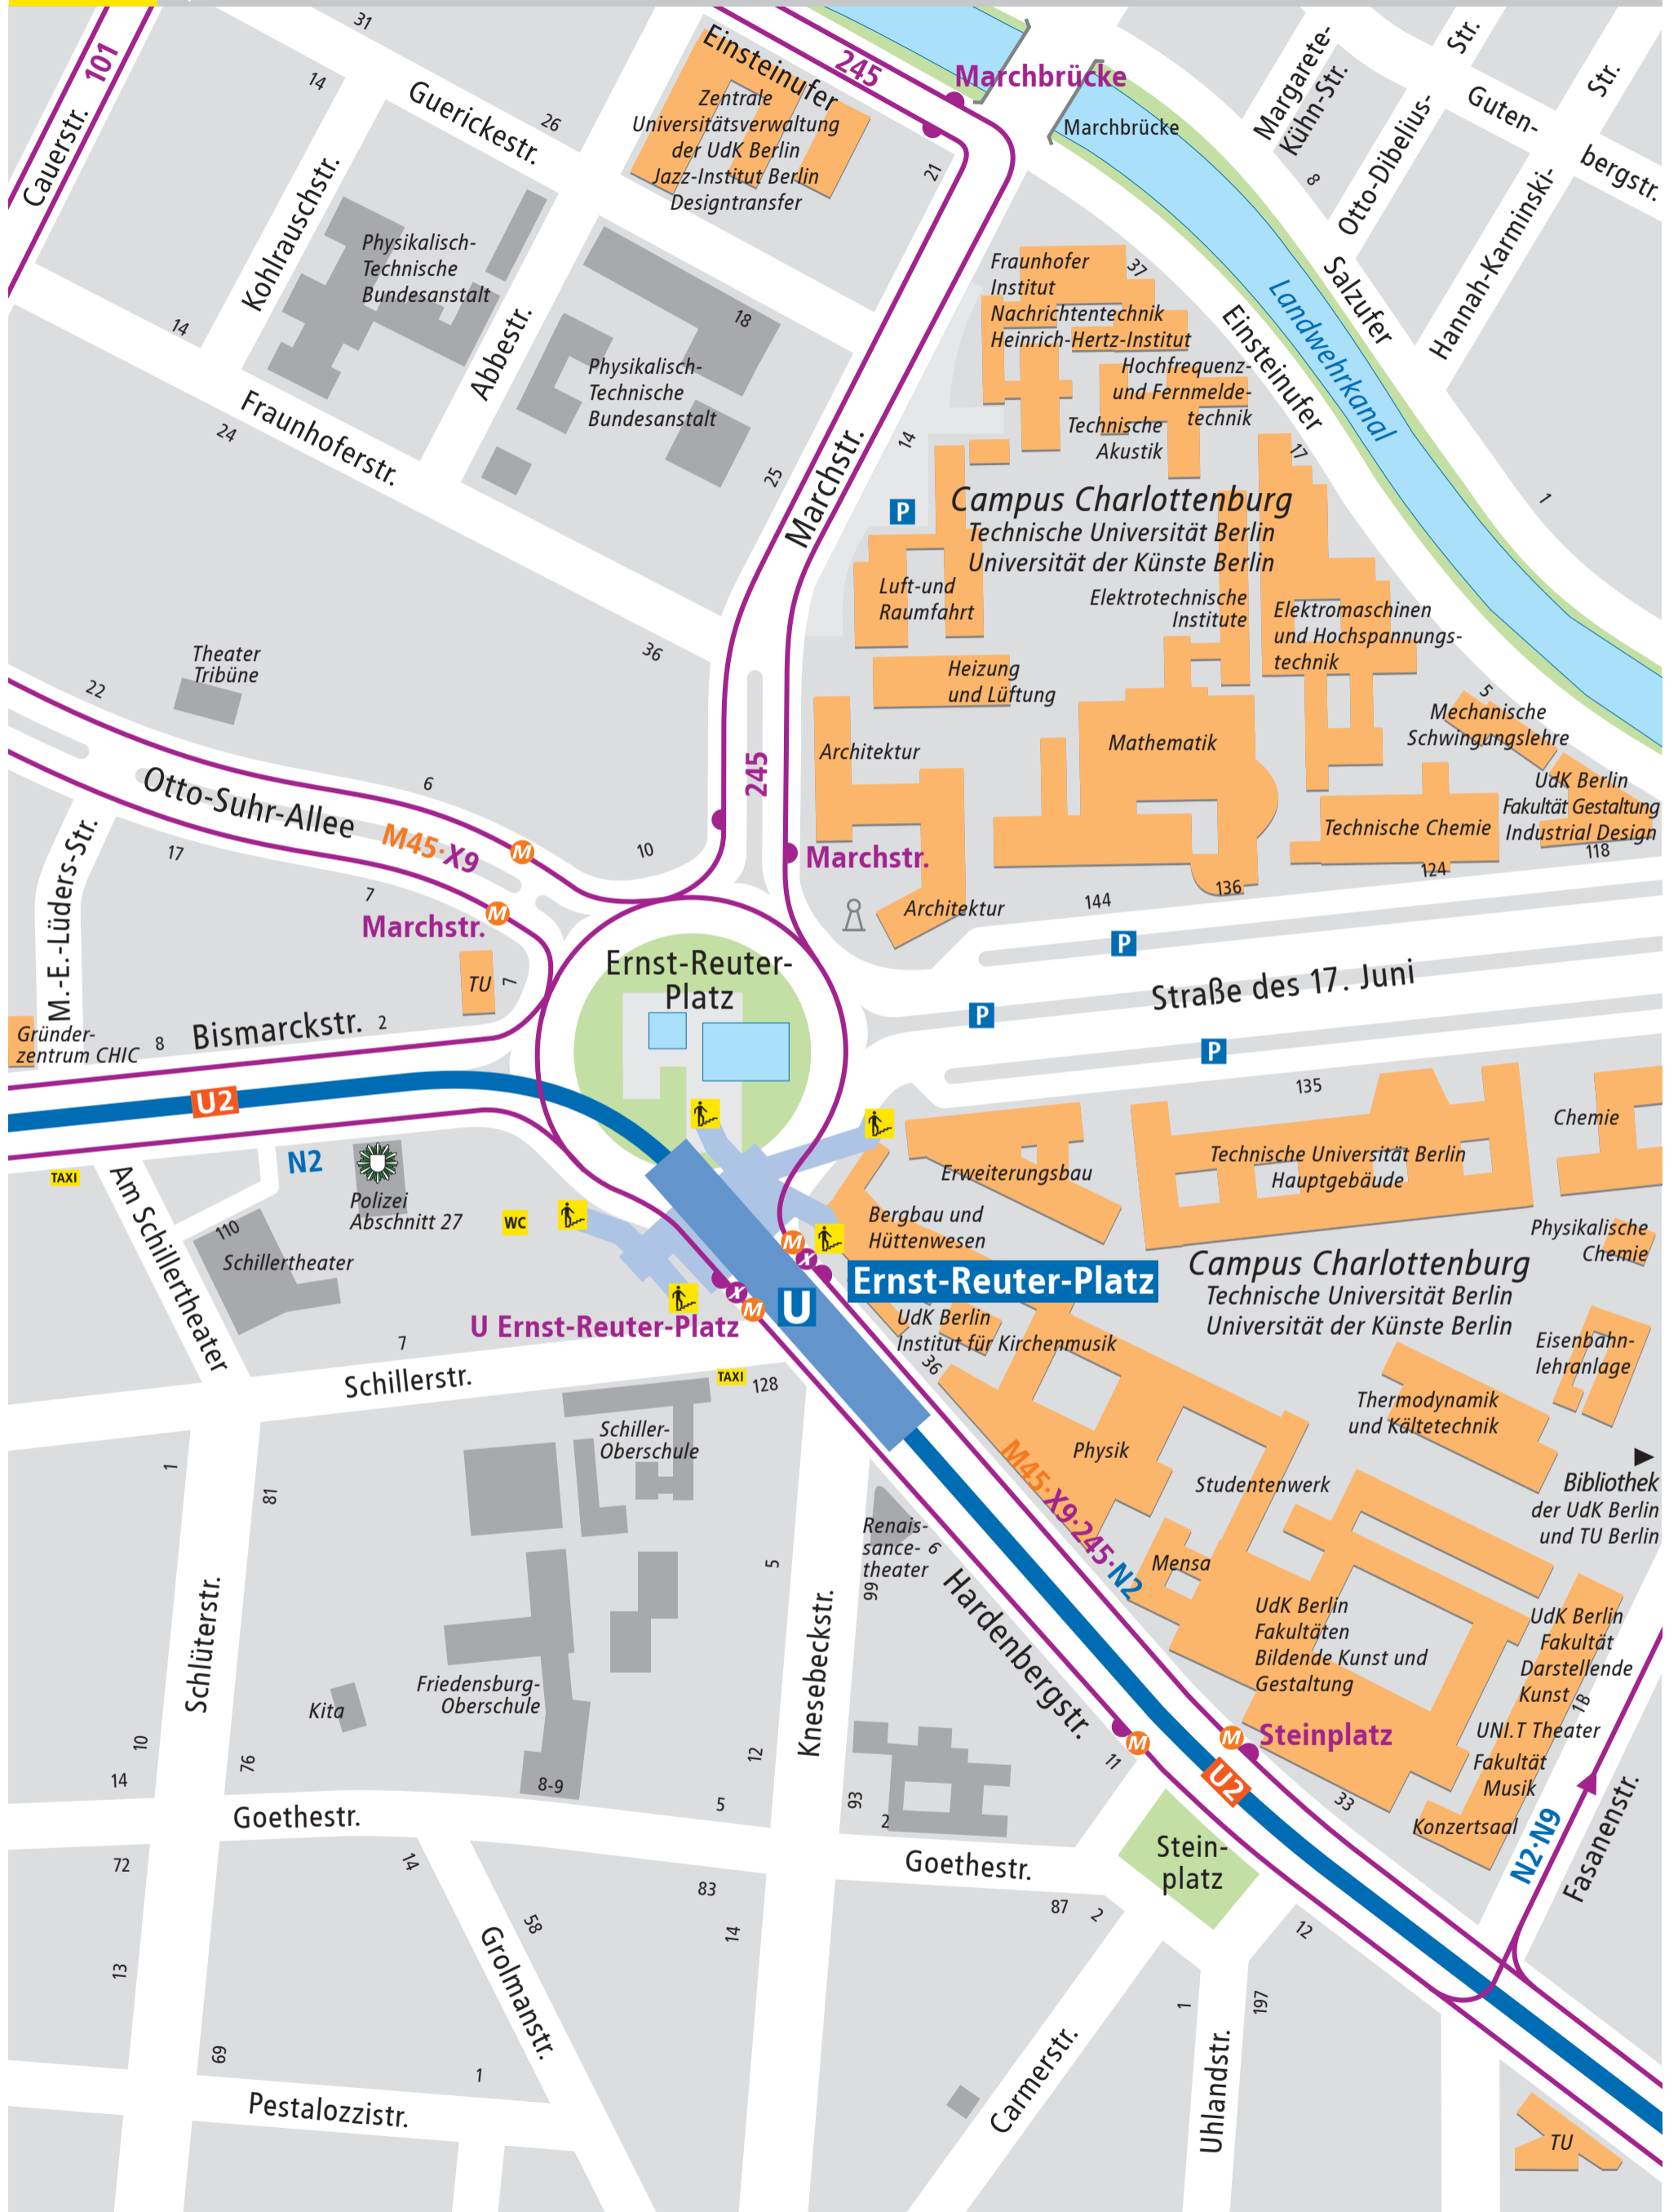 101
Cauerstr.
31
14
Guerickestr.
26
Kohlrauschstr.
Einsteinufer
Zentrale
Universitätsverwaltung
der UdK Berlin
Jazz-Institut Berlin
Designtransfer
245
Marchbrücke
Marchbrücke
21
Margarete-
Kühn-Str.
8
Otto-Dibelius-
Str.
Guten-
bergstr.
Hannah-Karminski-
Str.
Salzufer
Landwehrkanal
Einsteinufer
1
Physikalisch-
Technische
Bundesanstalt
14
Abbestr.
18
Physikalisch-
Technische
Bundesanstalt
Fraunhoferstr.
24
25
Marchstr.
14
Fraunhofer
Institut
Nachrichtentechnik
Heinrich-Hertz-Institut
37
Hochfrequenz-
und Fernmelde-
technik
Technische
Akustik
17
P
Campus Charlottenburg
Technische Universität Berlin
Universität der Künste Berlin
Luft-und
Raumfahrt
Elektrotechnische
Institute
Elektromaschinen
und Hochspannungs-
technik
Heizung
und Lüftung
Architektur
Mathematik
5
Mechanische
Schwingungslehre
UdK Berlin
Fakultät Gestaltung
Industrial Design
118
Technische Chemie
124
136
144
Architektur
Theater
Tribüne
36
22
6
Otto-Suhr-Allee
M45·X9
M
10
245
Marchstr.
17
7
Marchstr.
M
M.-E.-Lüders-Str.
TU
7
Ernst-Reuter-
Platz
P
Straße des 17. Juni
P
P
Gründer-
zentrum CHIC
8
Bismarckstr.
2
U2
135
Chemie
Technische Universität Berlin
Hauptgebäude
Erweiterungsbau
N2
TAXI
Polizei
Abschnitt 27
WC
Am Schillertheater
110
Schillertheater
Bergbau und
Hüttenwesen
Physikalische
Chemie
M
X
Ernst-Reuter-Platz
U
X
M
U Ernst-Reuter-Platz
Campus Charlottenburg
Technische Universität Berlin
Universität der Künste Berlin
UdK Berlin
Institut für Kirchenmusik
36
Eisenbahn-
lehranlage
7
Schillerstr.
TAXI
128
Thermodynamik
und Kältetechnik
Schiller-
Oberschule
Physik
M45·X9·245·N2
Studentenwerk
Bibliothek
der UdK Berlin
und TU Berlin
1
81
Renais-
sance-
theater
6
99
5
Mensa
Hardenbergstr.
UdK Berlin
Fakultäten
Bildende Kunst und
Gestaltung
UdK Berlin
Fakultät
Darstellende
Kunst
1B
UNI.T Theater
Fakultät
Musik
Konzertsaal
Schlüterstr.
Knesebeckstr.
Friedensburg-
Oberschule
Kita
8-9
10
14
76
12
5
93
2
M
11
M
Steinplatz
U2
33
N2·N9
Fasanenstr.
Goethestr.
Goethestr.
Stein-
platz
72
14
83
87
2
12
58
14
13
Grolmanstr.
1
197
69
1
Pestalozzistr.
Carmerstr.
Uhlandstr.
TU